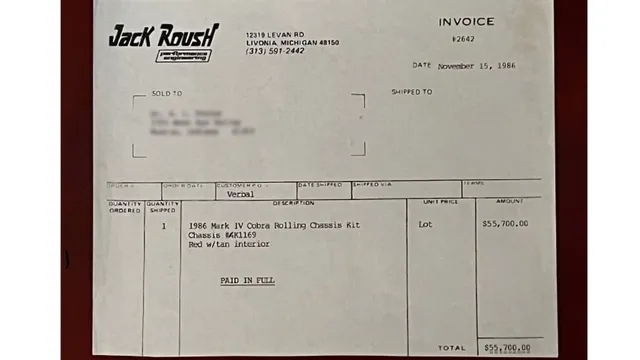 Jack Roush
performance
engineering
12319 LEVAN RD
LIVONIA, MICHIGAN 48150
(313) 591-2442
INVOICE
#2642
DATE November 15, 1986
SOLD TO
SHIPPED TO
ORDER DATE
CUSTOMER P.O.
DATE SHIPPED
SHIPPED VIA
TERMS
Verbal
QUANTITY ORDERED
QUANTITY SHIPPED
DESCRIPTION
UNIT PRICE
AMOUNT
1
1986 Mark IV Cobra Rolling Chassis Kit
Lot
$55,700.00
Chassis #4K1169
Red w/tan interior
PAID IN FULL
TOTAL
$55,700.00